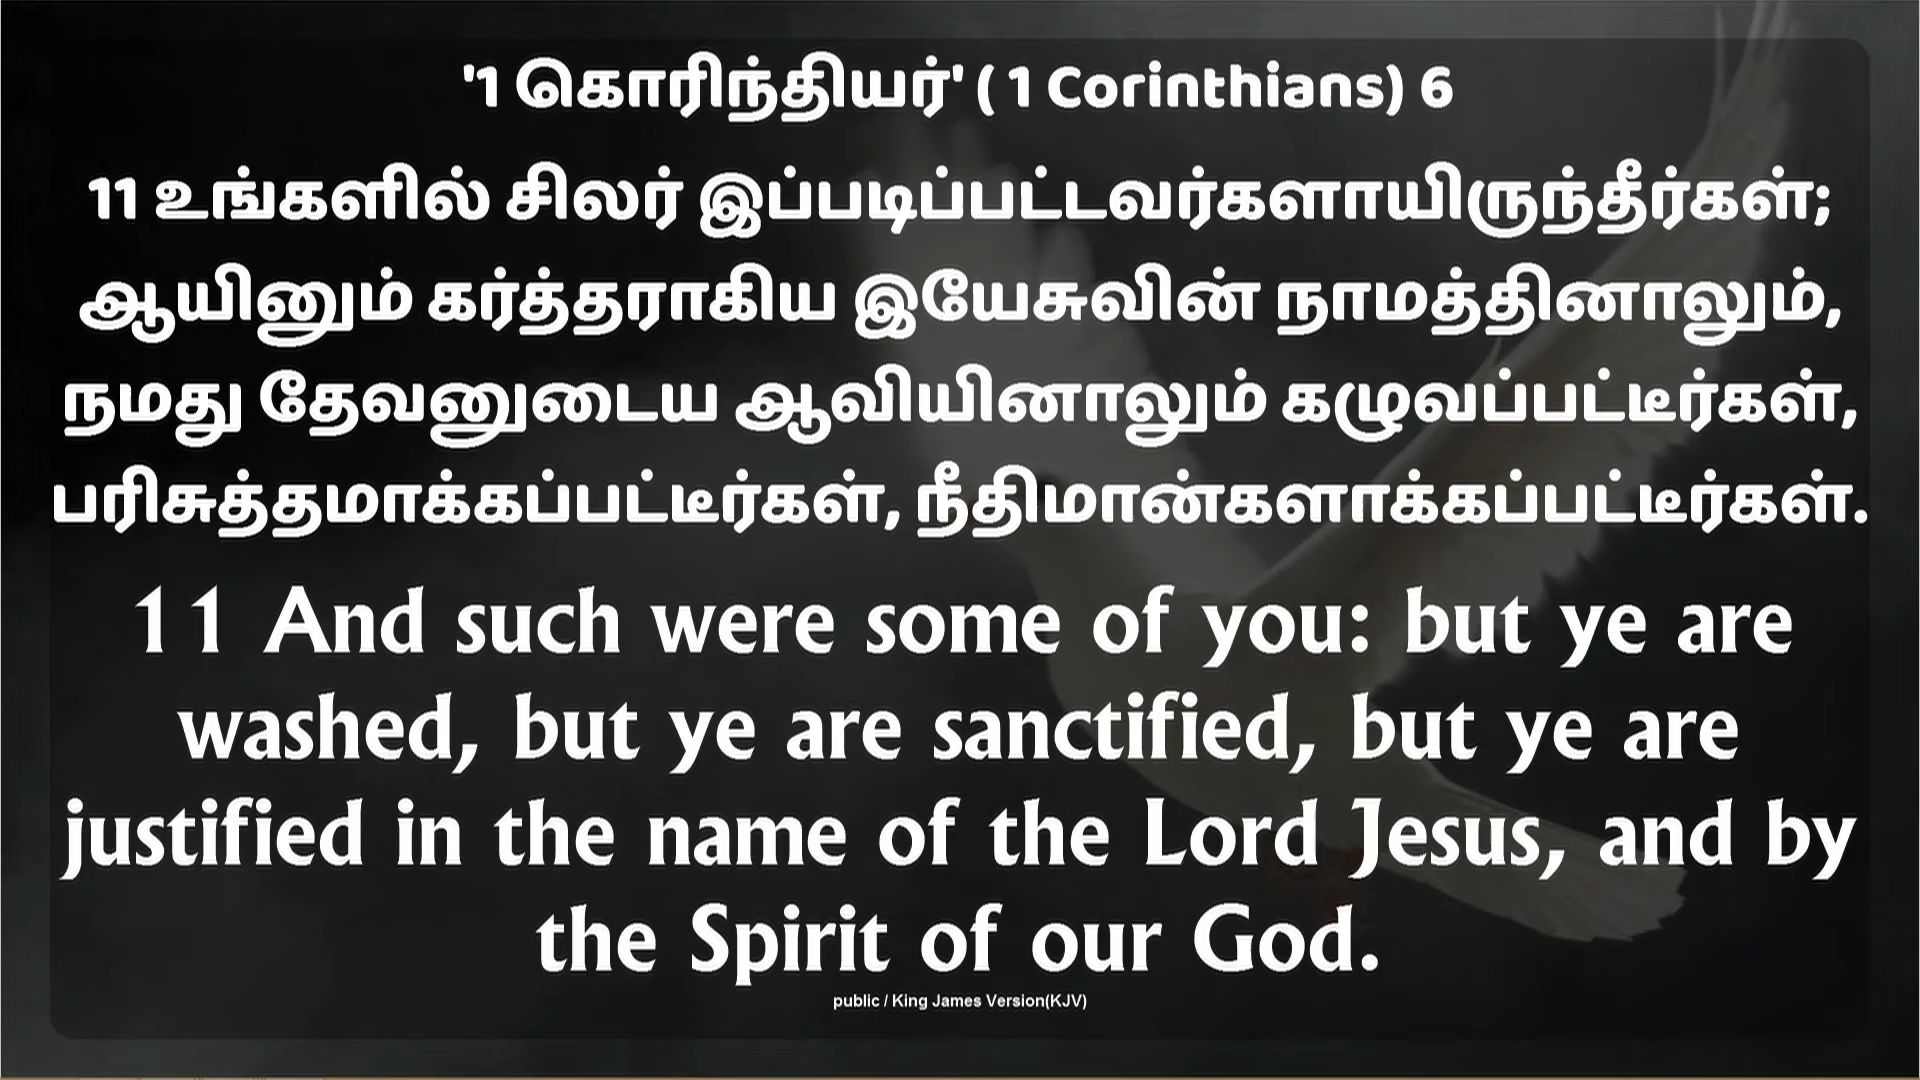 '1 கொரிந்தியர்' ( 1 Corinthians) 6
11 உங்களில் சிலர் இப்படிப்பட்டவர்களாயிருந்தீர்கள்;
ஆயினும் கர்த்தராகிய இயேசுவின் நாமத்தினாலும்,
நமது தேவனுடைய ஆவியினாலும் கழுவப்பட்டீர்கள்,
பரிசுத்தமாக்கப்பட்டீர்கள், நீதிமான்களாக்கப்பட்டீர்கள்.
11 And such were some of you: but ye are
washed, but ye are sanctified, but ye are
justified in the name of the Lord Jesus, and by
the Spirit of our God.
public / King James Version(KJV)